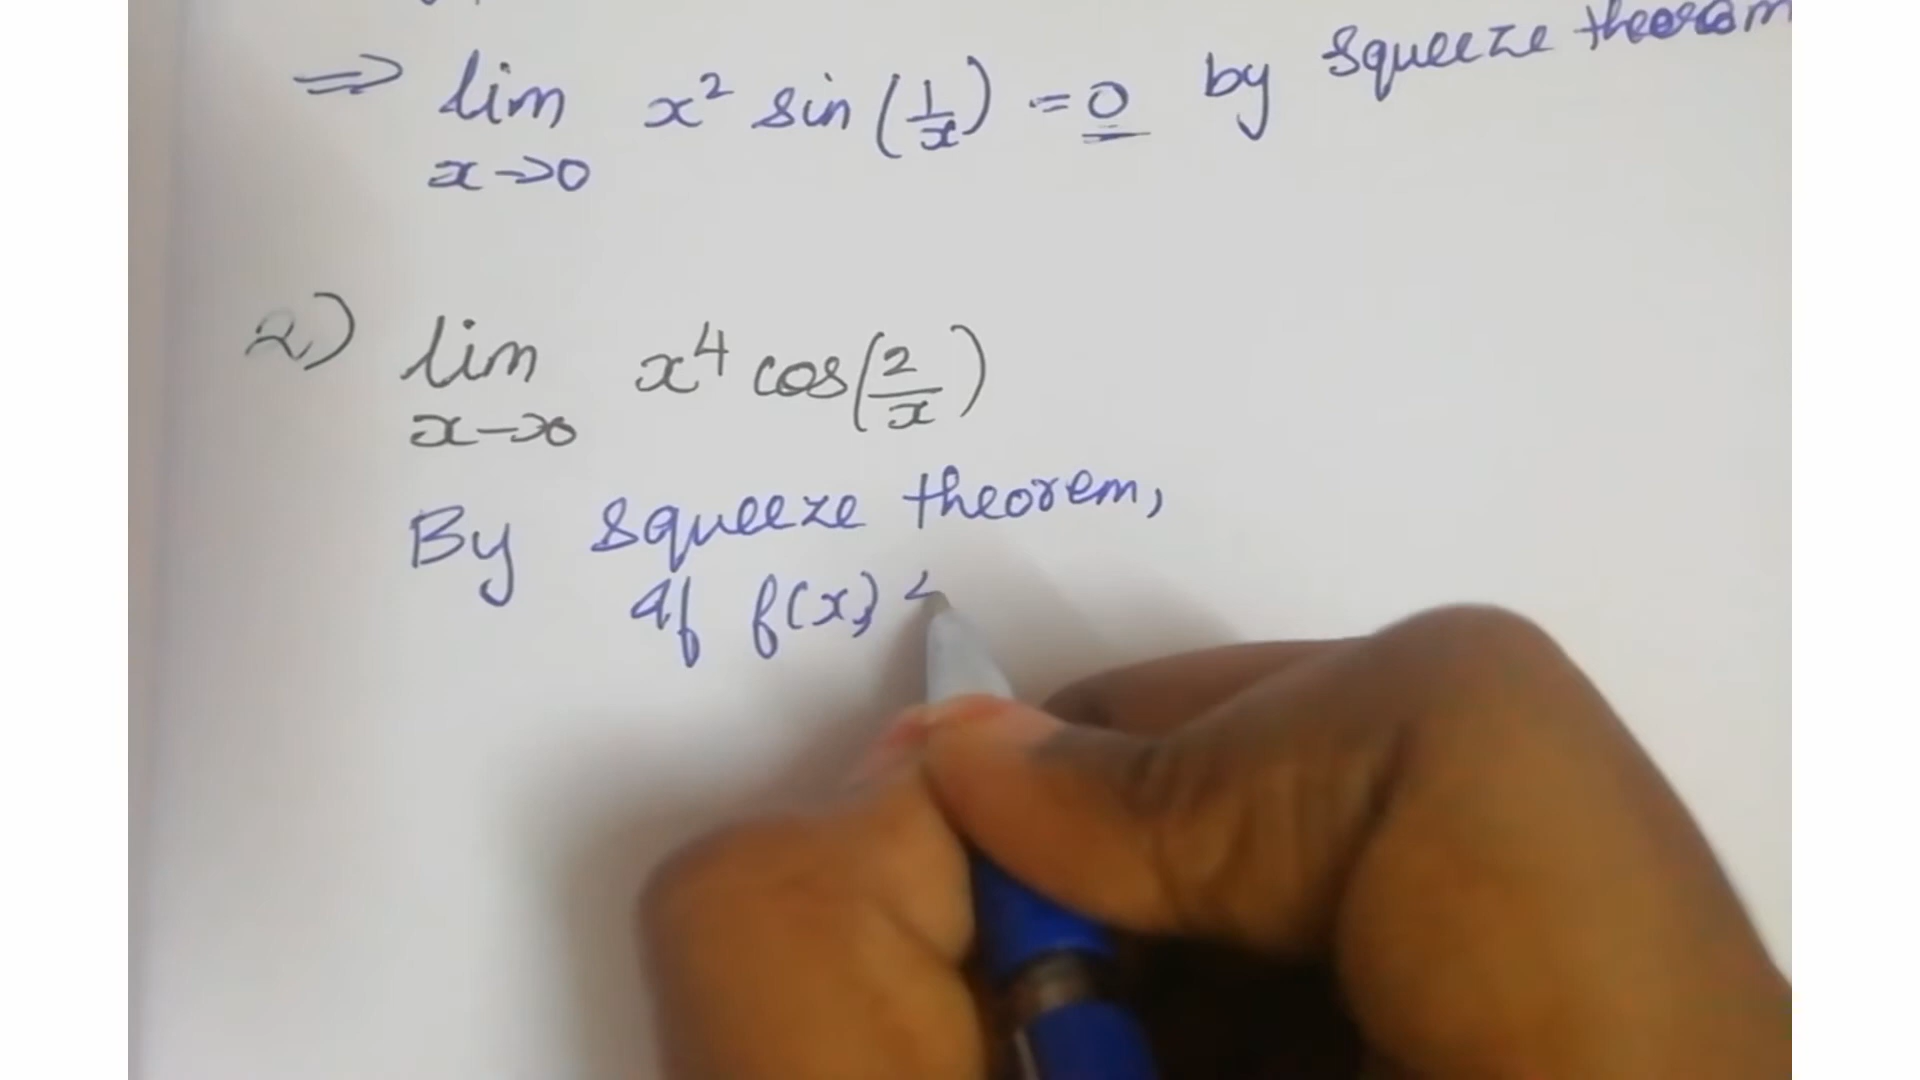 ⇒ lim x→0 x² sin(1/x) = 0 by squeeze theorem
2) lim x→0 x⁴ cos(2/x)
By squeeze theorem,
If f(x) <